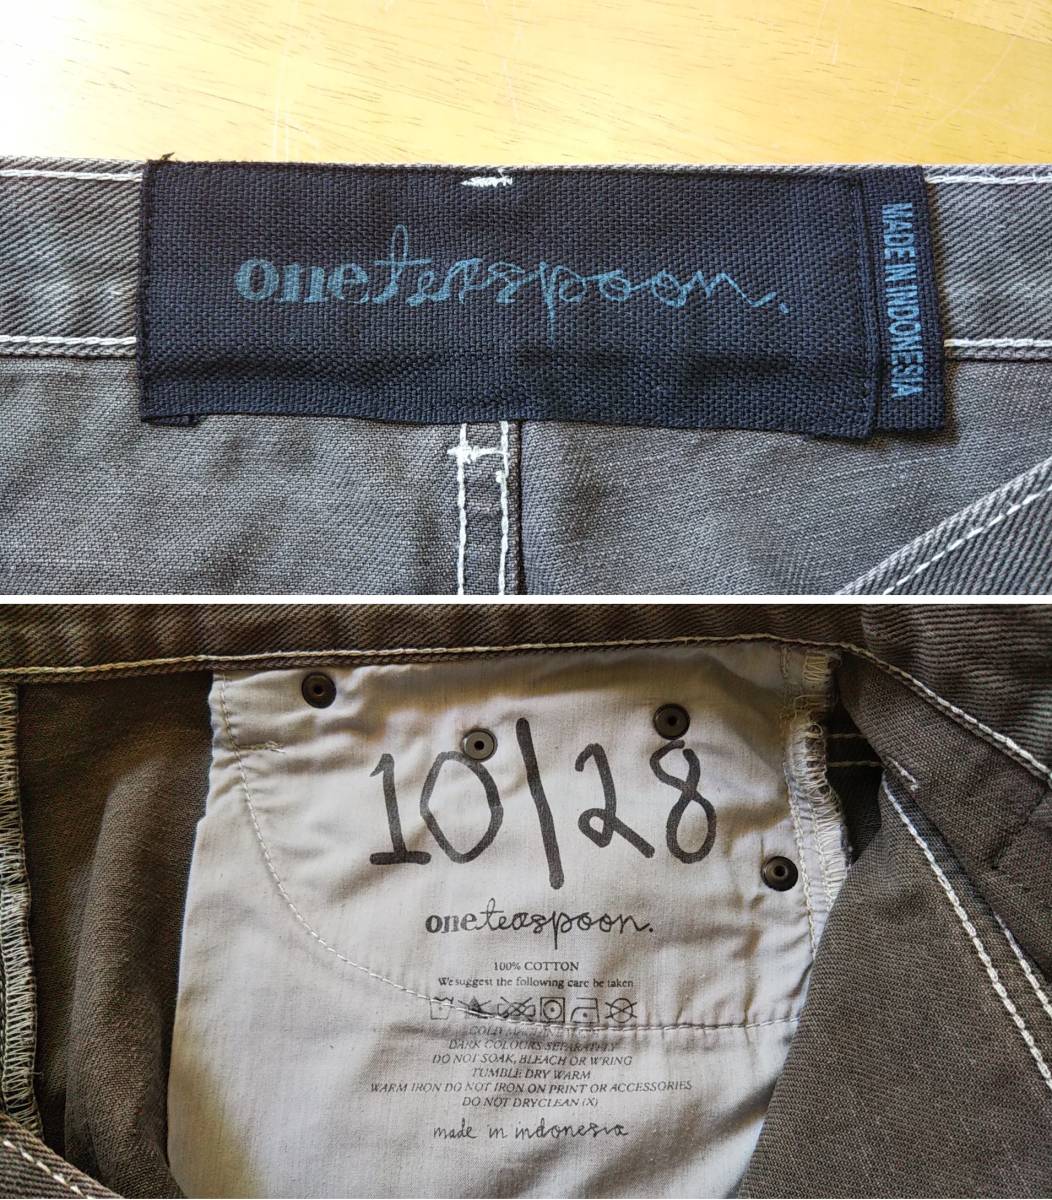 oneteaspoon.
MADE IN INDONESIA
10/28
oneteaspoon.
100% COTTON
We suggest the following care be taken
COLD
DARK COLOURS SEPARATELY
DO NOT SOAK, BLEACH OR WRING
TUMBLE DRY WARM
WARM IRON DO NOT IRON ON PRINT OR ACCESSORIES
DO NOT DRYCLEAN (X)
made in indonesia